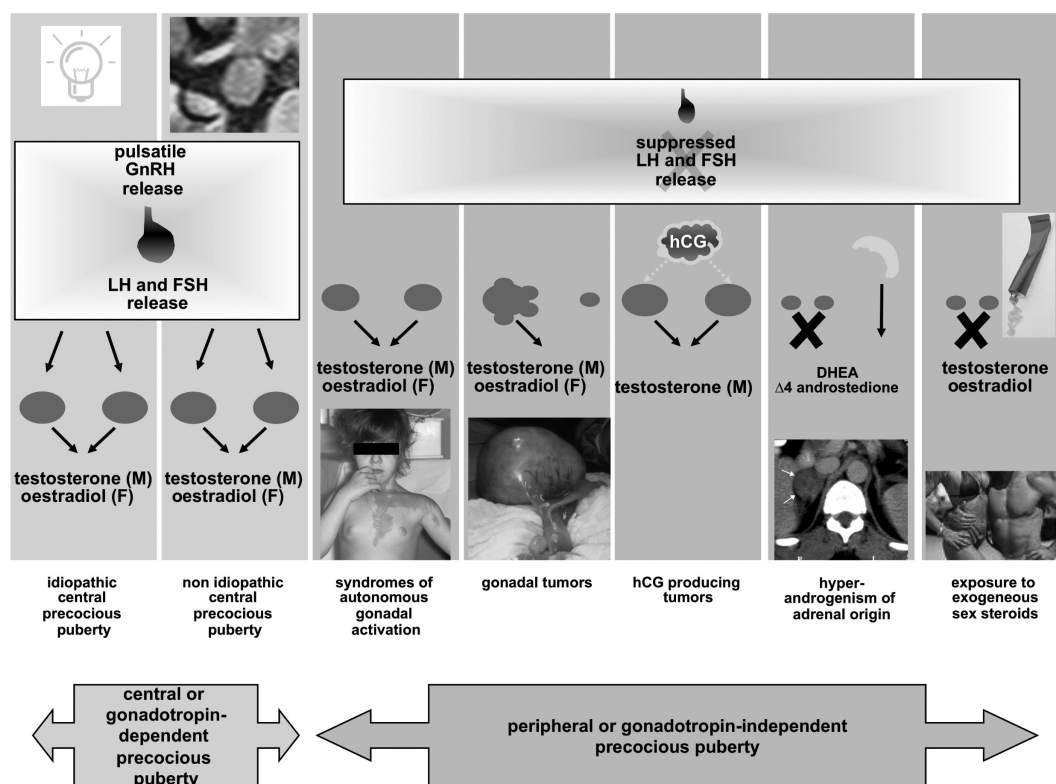 pulsatile
GnRH
release
LH and FSH
release
suppressed
LH and FSH
release
hCG
testosterone (M)
oestradiol (F)
testosterone (M)
oestradiol (F)
testosterone (M)
oestradiol (F)
testosterone (M)
oestradiol (F)
testosterone (M)
DHEA
Δ4 androstedione
testosterone
oestradiol
idiopathic
central
precocious
puberty
non idiopathic
central
precocious
puberty
syndromes of
autonomous
gonadal
activation
gonadal tumors
hCG producing
tumors
hyper-
androgenism of
adrenal origin
exposure to
exogeneous
sex steroids
central or
gonadotropin-
dependent
precocious
puberty
peripheral or gonadotropin-independent
precocious puberty